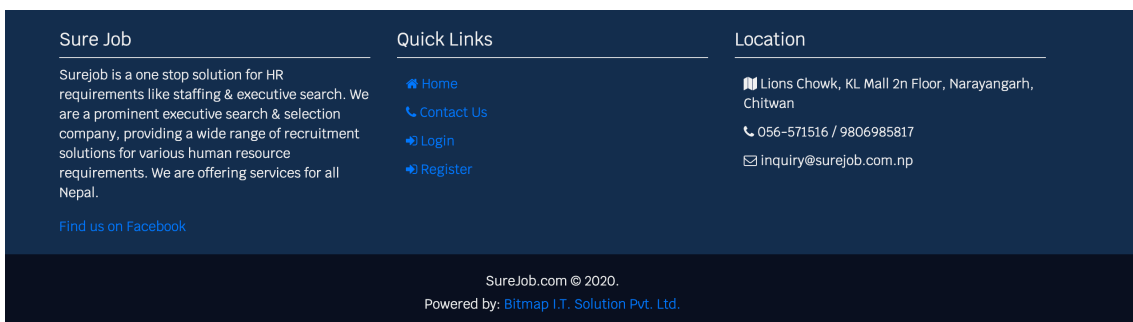 Sure Job
Surejob is a one stop solution for HR
requirements like staffing & executive search. We
are a prominent executive search & selection
company, providing a wide range of recruitment
solutions for various human resource
requirements. We are offering services for all
Nepal.
Find us on Facebook
Quick Links
Home
Contact Us
Login
Register
Location
Lions Chowk, KL Mall 2n Floor, Narayangarh,
Chitwan
056-571516 / 9806985817
inquiry@surejob.com.np
SureJob.com © 2020.
Powered by: Bitmap I.T. Solution Pvt. Ltd.